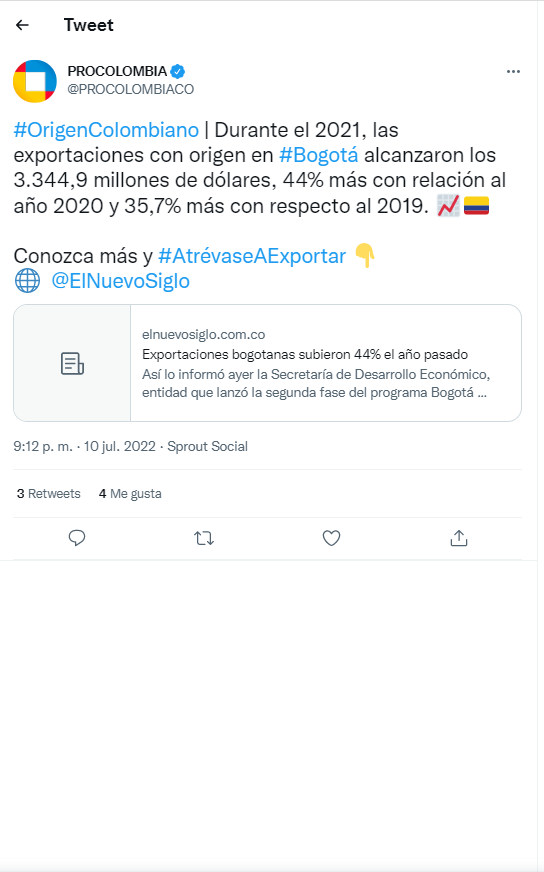 Tweet
PROCOLOMBIA
@PROCOLOMBIACO
#OrigenColombiano | Durante el 2021, las
exportaciones con origen en #Bogotá alcanzaron los
3.344,9 millones de dólares, 44% más con relación al
año 2020 y 35,7% más con respecto al 2019. 📈🇨🇴
Conozca más y #AtrévaseAExportar 👇
🌐 @ElNuevoSiglo
elnuevosiglo.com.co
Exportaciones bogotanas subieron 44% el año pasado
Así lo informó ayer la Secretaría de Desarrollo Económico,
entidad que lanzó la segunda fase del programa Bogotá ...
9:12 p. m. · 10 jul. 2022 · Sprout Social
3 Retweets 4 Me gusta